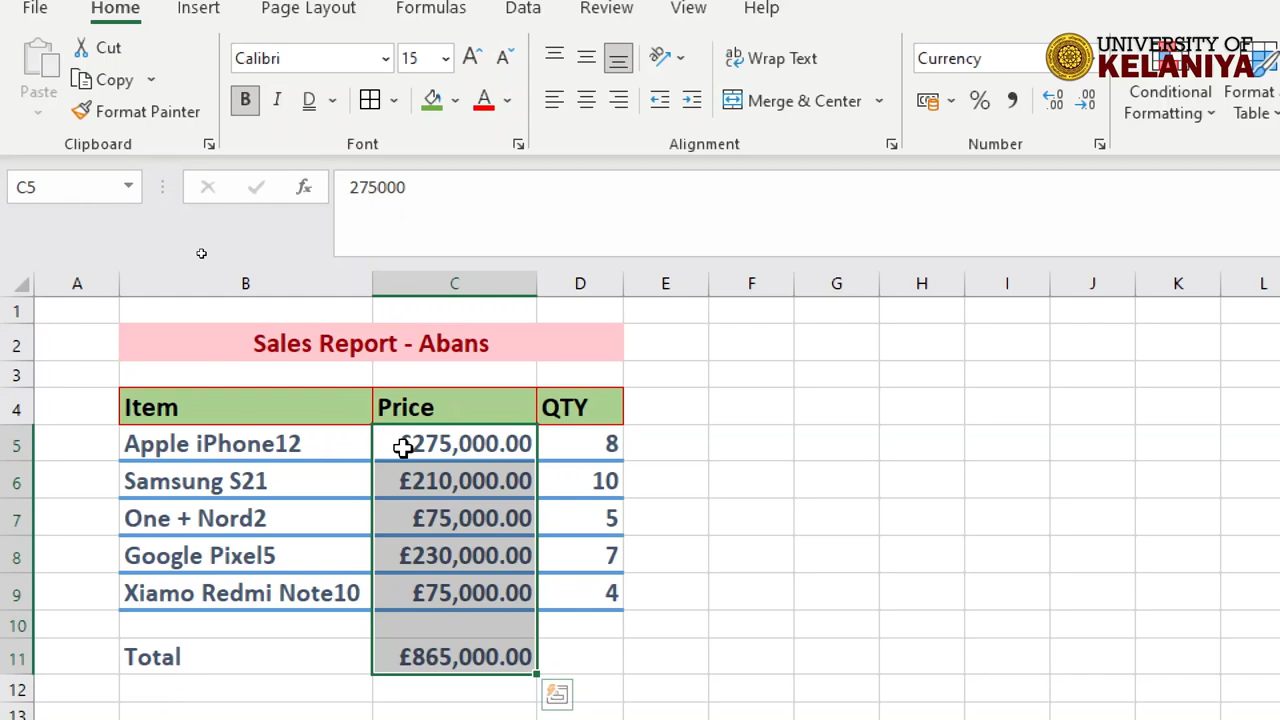 File Home Insert Page Layout Formulas Data Review View Help
UNIVERSITY OF
KELANIYA
Cut
Copy
Format Painter
Paste
Clipboard
Calibri 15
B I D
A A
A
Font
ab Wrap Text
Merge & Center
Alignment
Currency
% .00 .00
Number
Conditional
Formatting
Format
Table
C5 fx 275000
A B C D E F G H I J K L
1
2 Sales Report - Abans
3
4 Item Price QTY
5 Apple iPhone12 £275,000.00 8
6 Samsung S21 £210,000.00 10
7 One + Nord2 £75,000.00 5
8 Google Pixel5 £230,000.00 7
9 Xiamo Redmi Note10 £75,000.00 4
10
11 Total £865,000.00
12
13